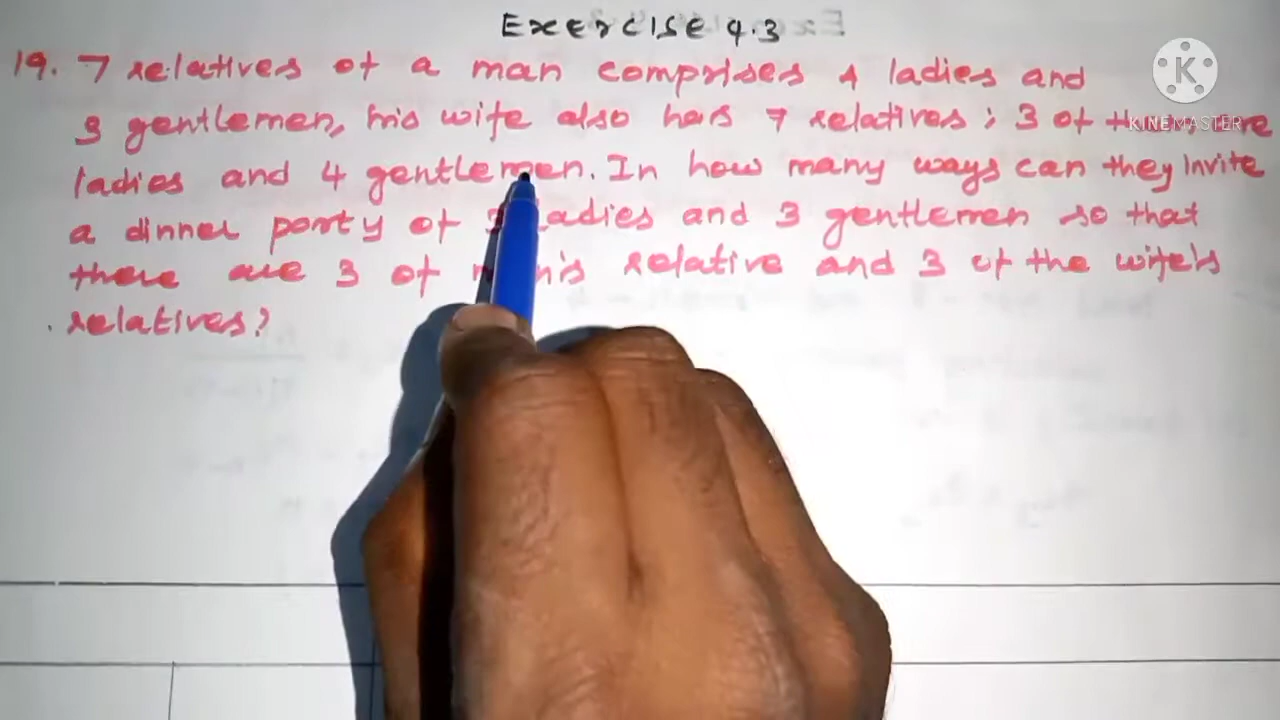 Exercise 4.3
19. 7 relatives of a man comprises 4 ladies and
3 gentlemen, his wife also has 7 relatives; 3 of
KINEMASTER
ladies and 4 gentlemen. In how many ways can they invite
a dinner party of 3 ladies and 3 gentlemen so that
there are 3 of relative and 3 of the wife's
relatives?